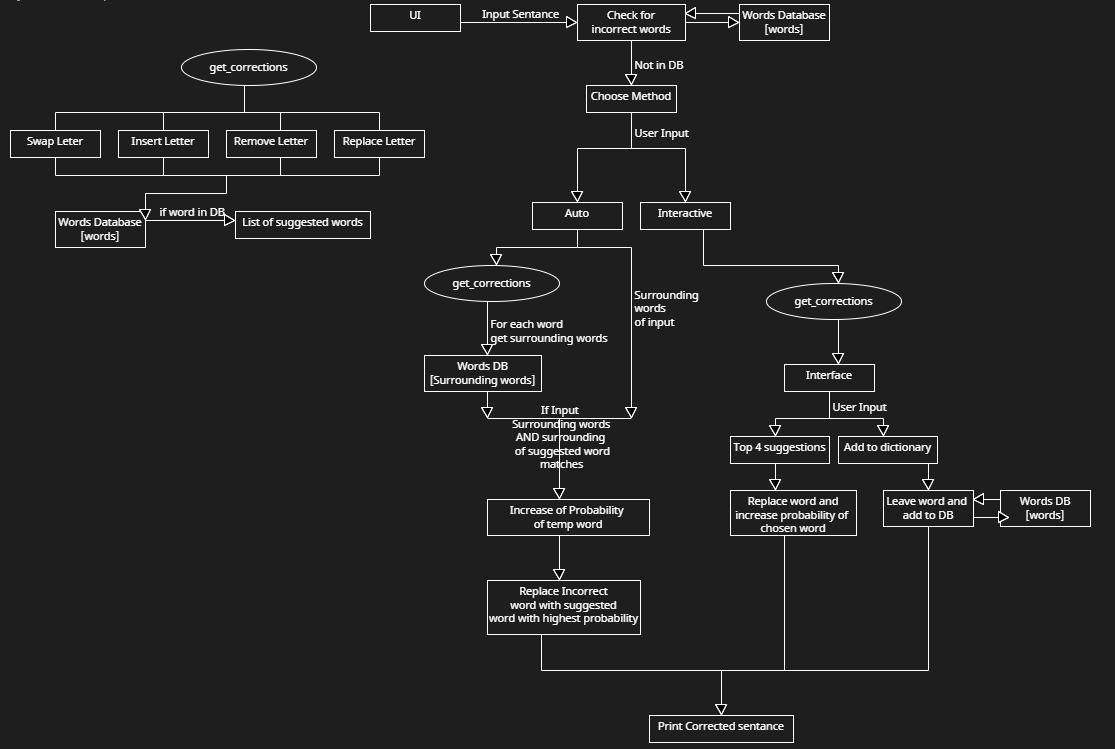 UI
Input Sentance
Check for
incorrect words
Words Database
[words]
Not in DB
Choose Method
User Input
get_corrections
Swap Leter
Insert Letter
Remove Letter
Replace Letter
Words Database
[words]
if word in DB
List of suggested words
Auto
Interactive
get_corrections
Surrounding
words
of input
For each word
get surrounding words
Words DB
[Surrounding words]
If Input
Surrounding words
AND surrounding
of suggested word
matches
Increase of Probability
of temp word
Replace Incorrect
word with suggested
word with highest probability
get_corrections
Interface
User Input
Top 4 suggestions
Add to dictionary
Replace word and
increase probability of
chosen word
Leave word and
add to DB
Words DB
[words]
Print Corrected sentance